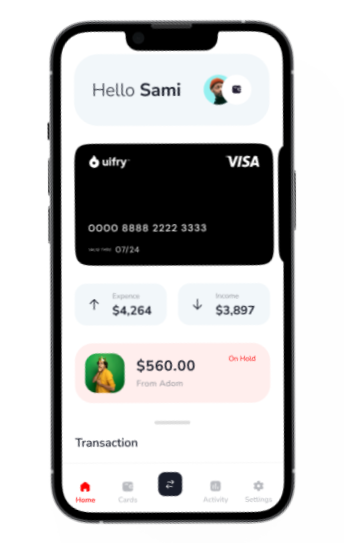 Hello Sami
uifry
VISA
0000 8888 2222 3333
VALID THRU 07/24
Expence
$4,264
Income
$3,897
$560.00
On Hold
From Adom
Transaction
Home
Cards
Activity
Settings